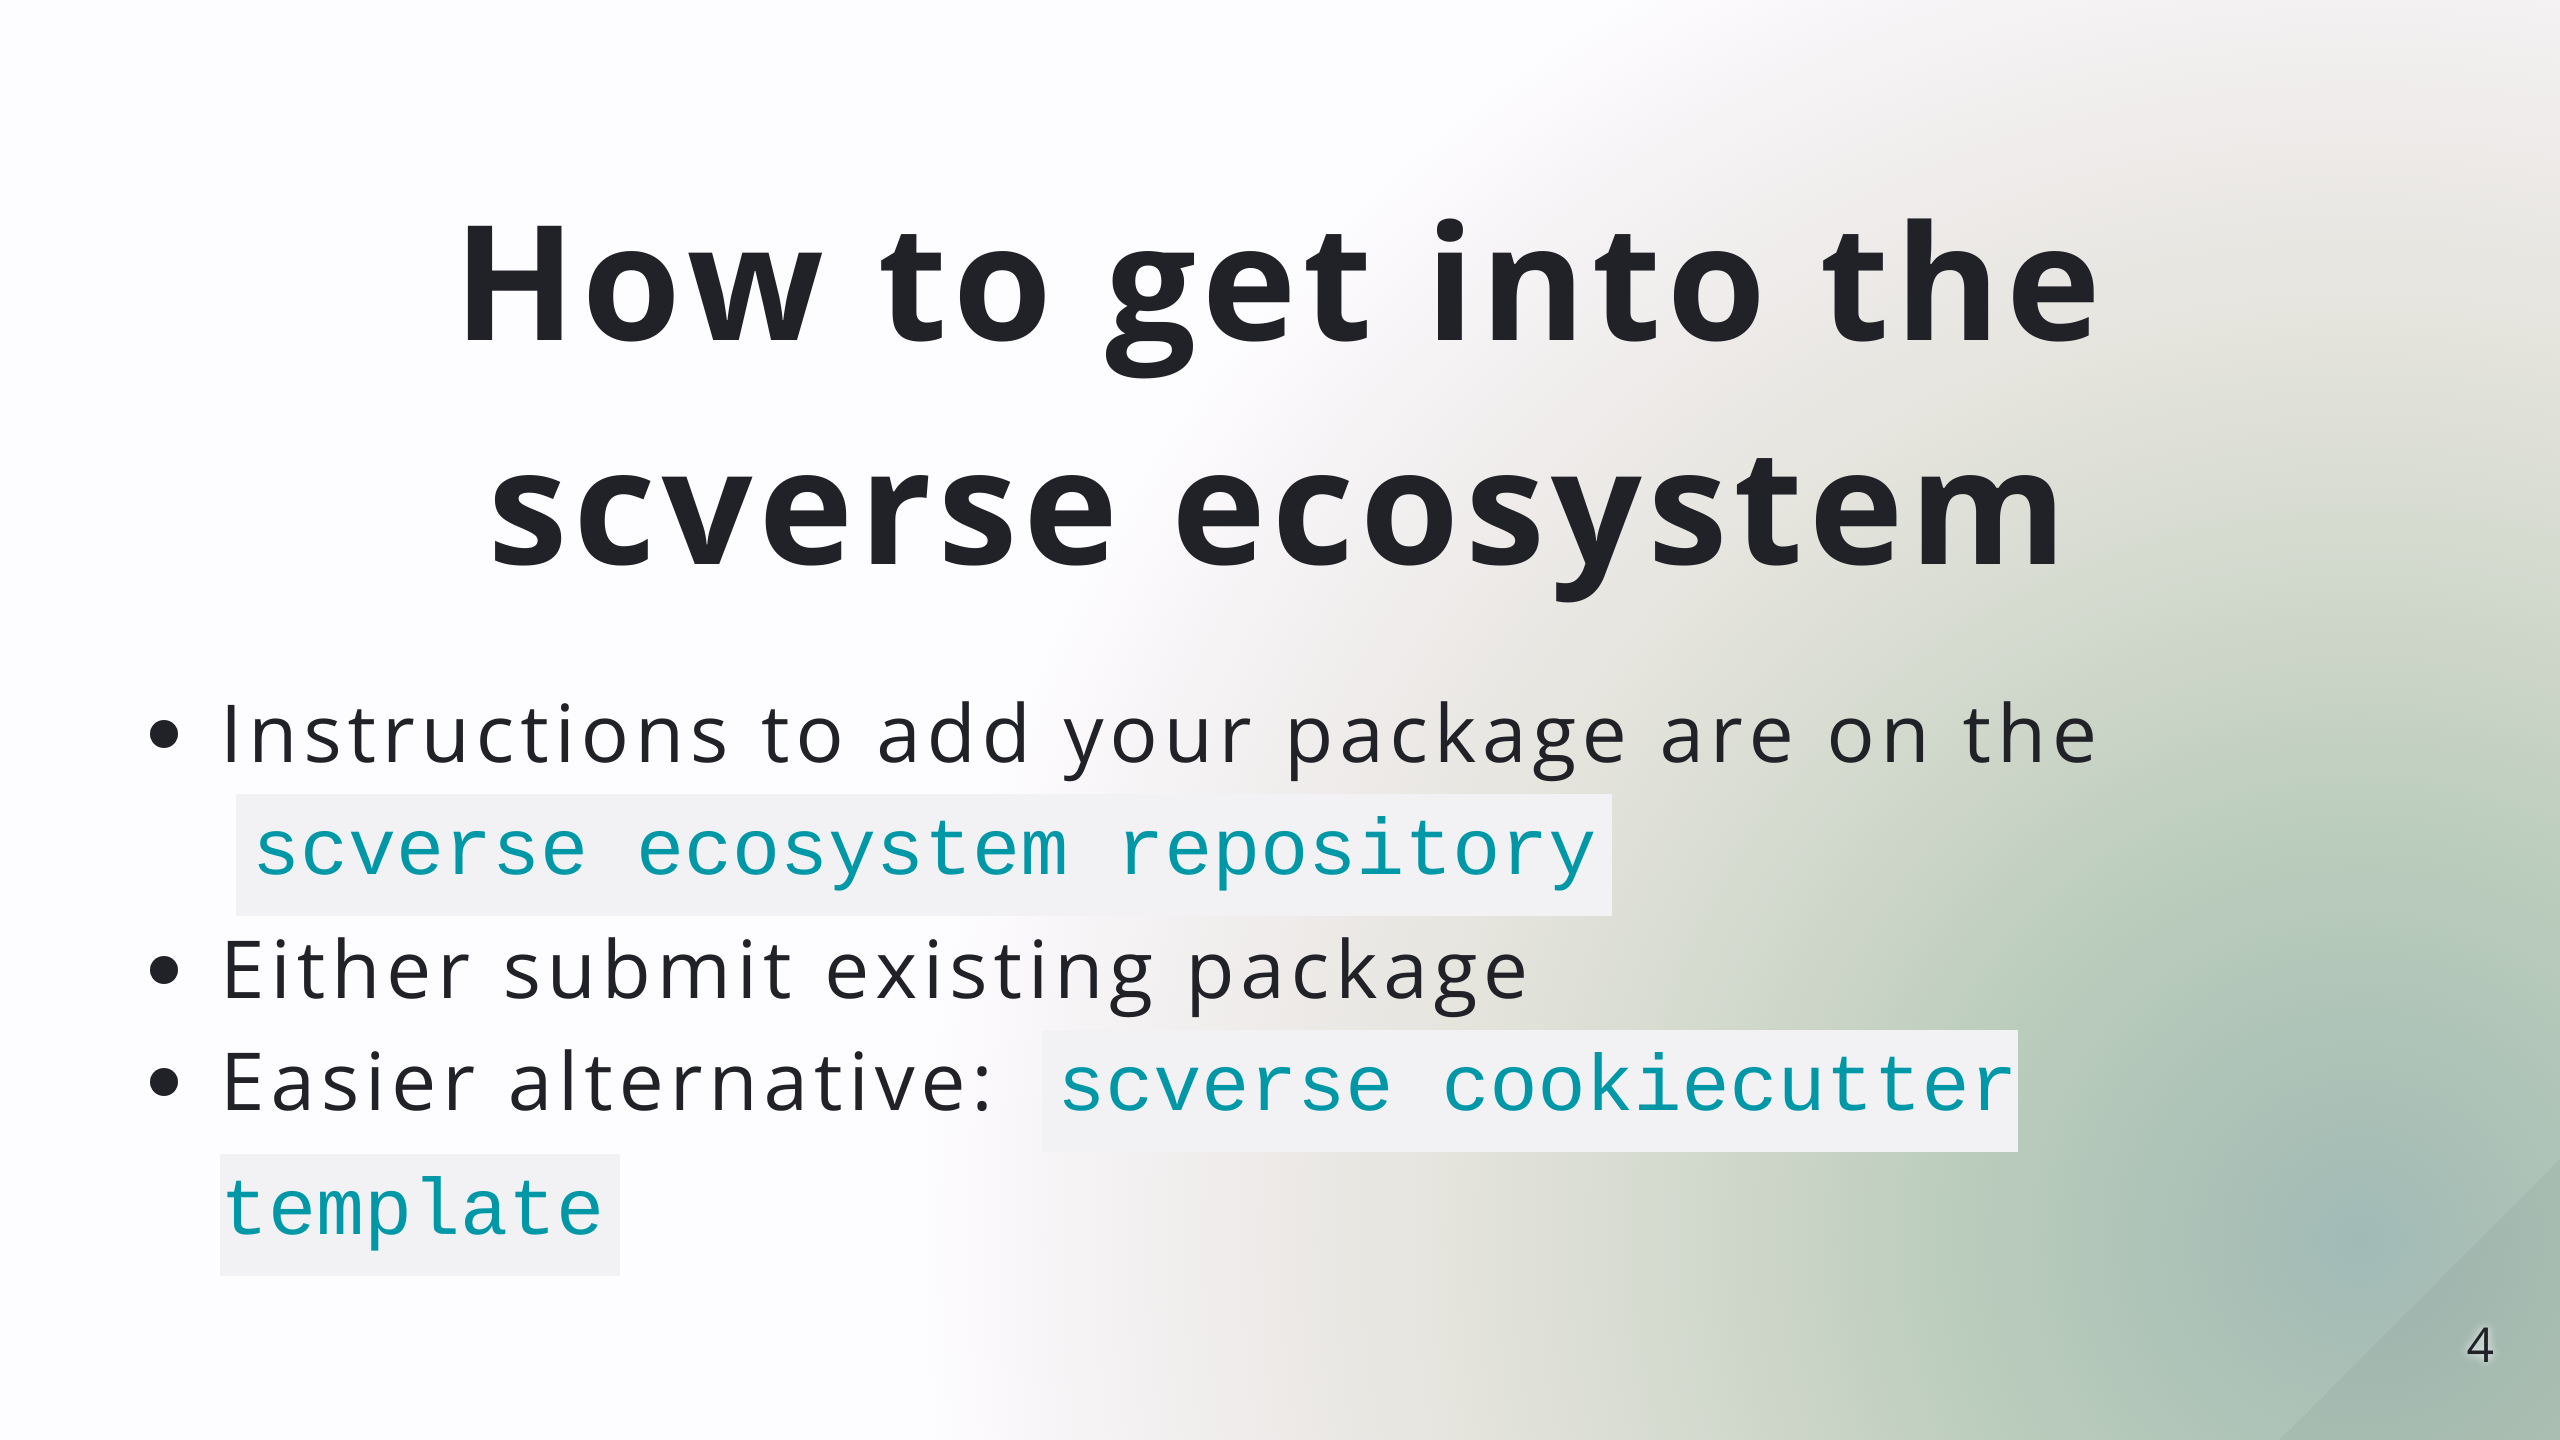 How to get into the
scverse ecosystem
Instructions to add your package are on the
scverse ecosystem repository
Either submit existing package
Easier alternative: scverse cookiecutter
template
4